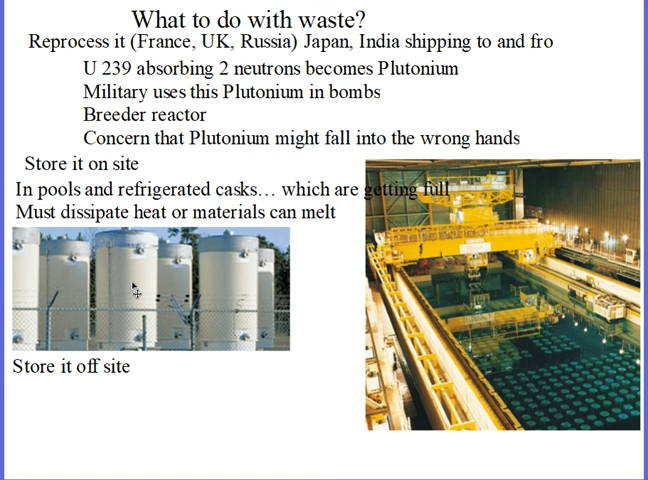 What to do with waste?
Reprocess it (France, UK, Russia) Japan, India shipping to and fro
U 239 absorbing 2 neutrons becomes Plutonium
Military uses this Plutonium in bombs
Breeder reactor
Concern that Plutonium might fall into the wrong hands
Store it on site
In pools and refrigerated casks… which are getting full
Must dissipate heat or materials can melt
Store it off site